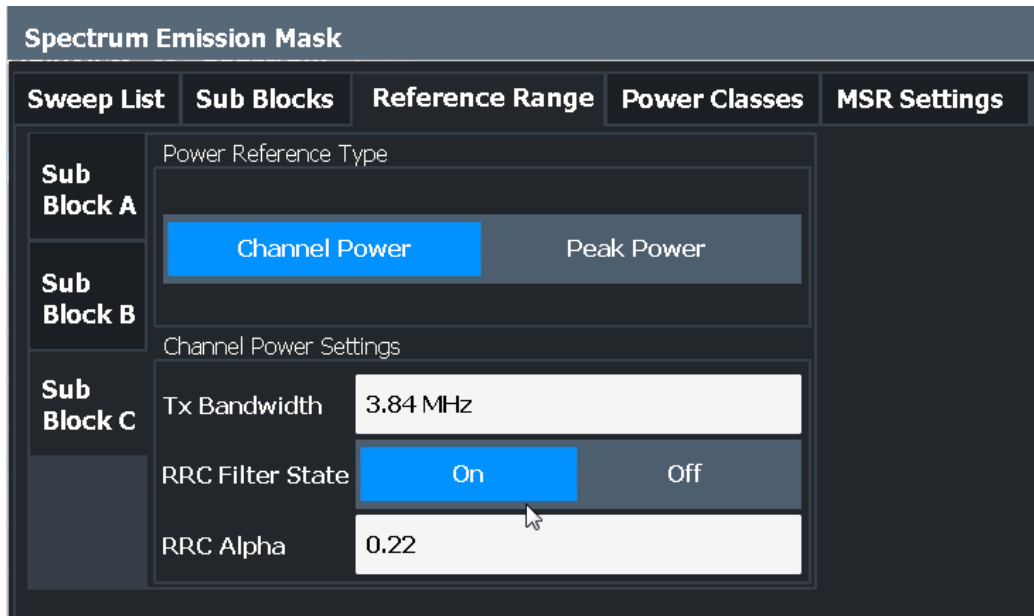 Spectrum Emission Mask
Sweep List Sub Blocks Reference Range Power Classes MSR Settings
Sub
Block A
Sub
Block B
Sub
Block C
Power Reference Type
Channel Power Peak Power
Channel Power Settings
Tx Bandwidth 3.84 MHz
RRC Filter State On Off
RRC Alpha 0.22